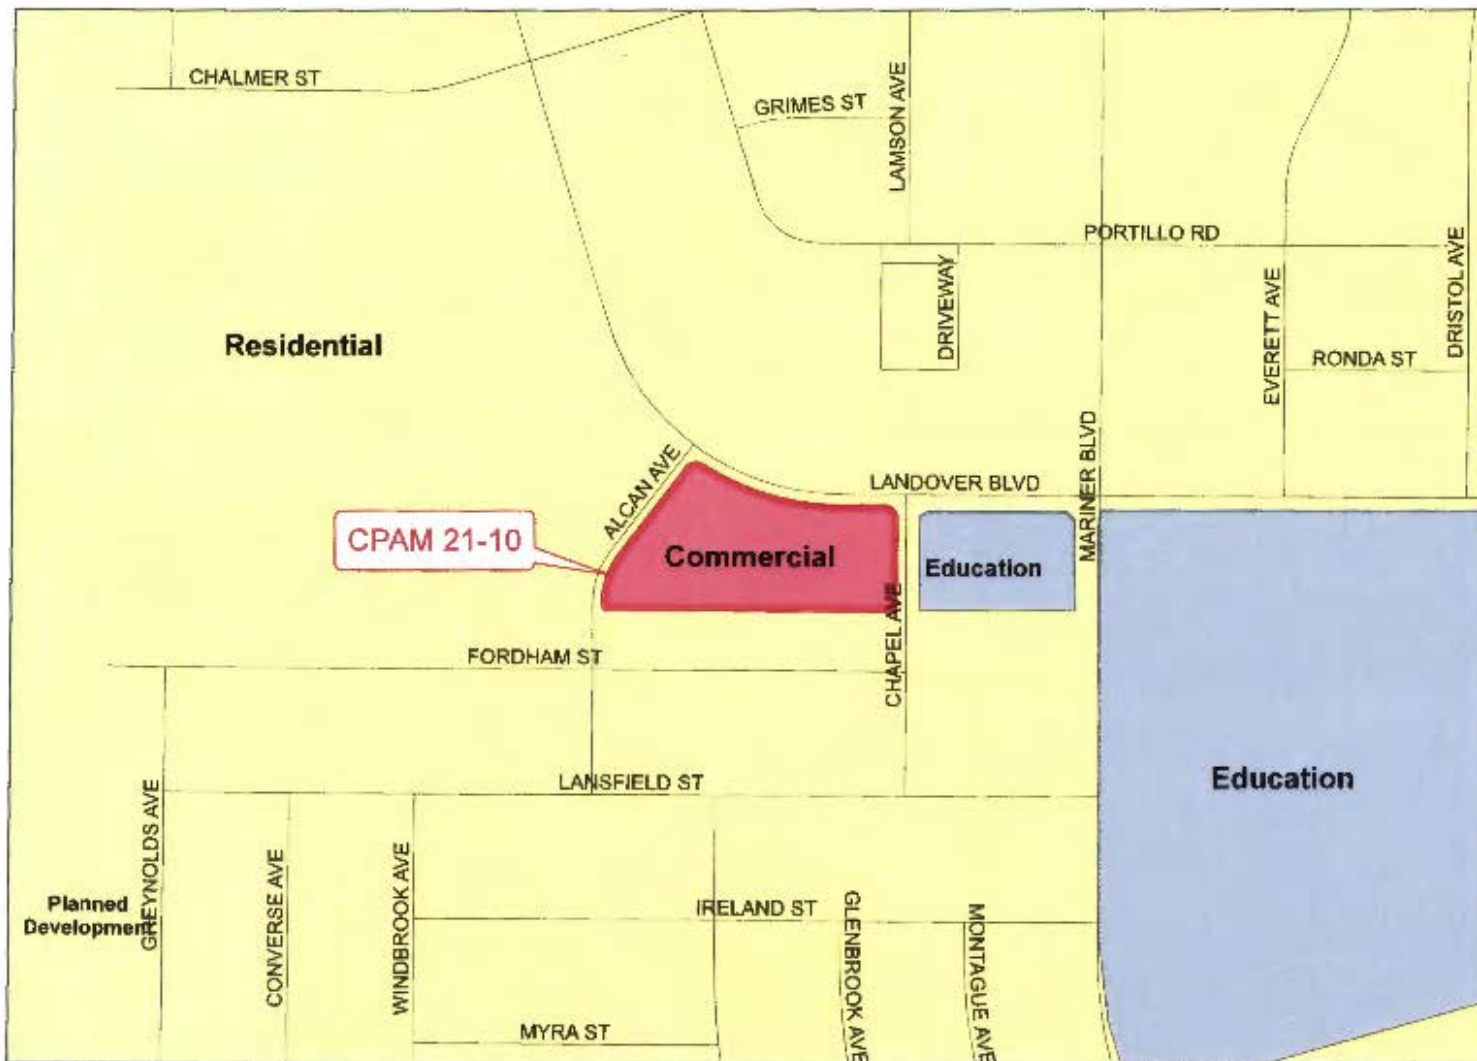 CHALMER ST
GRIMES ST
LAMSON AVE
PORTILLO RD
DRIVEWAY
EVERETT AVE
DRISTOL AVE
RONDA ST
Residential
MARINER BLVD
ALCAN AVE
LANDOVER BLVD
CPAM 21-10
Commercial
Education
CHAPEL AVE
FORDHAM ST
LANSFIELD ST
Education
GREYNOLDS AVE
CONVERSE AVE
WINDBROOK AVE
Planned
Development
IRELAND ST
GLENBROOK AVE
MONTAGUE AVE
MYRA ST